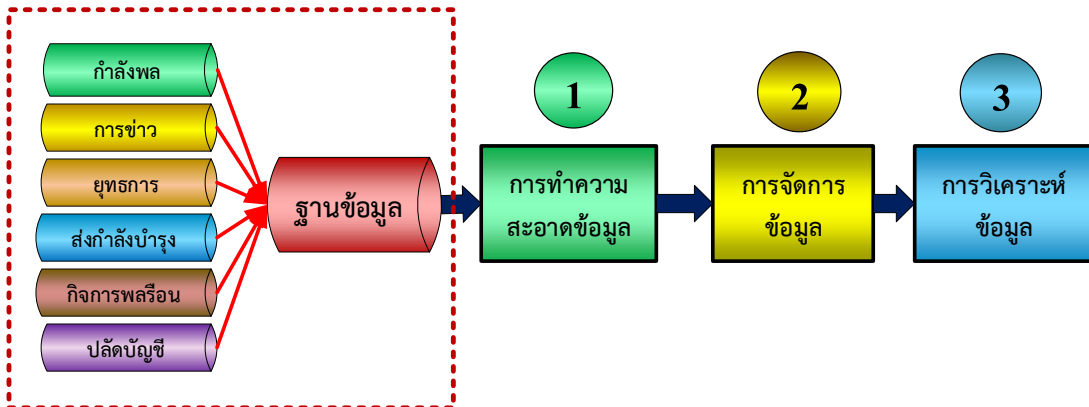 กำลังพล
การข่าว
ยุทธการ
ส่งกำลังบำรุง
กิจการพลรือน
ปลัดบัญชี
ฐานข้อมูล
1
การทำความ
สะอาดข้อมูล
2
การจัดการ
ข้อมูล
3
การวิเคราะห์
ข้อมูล